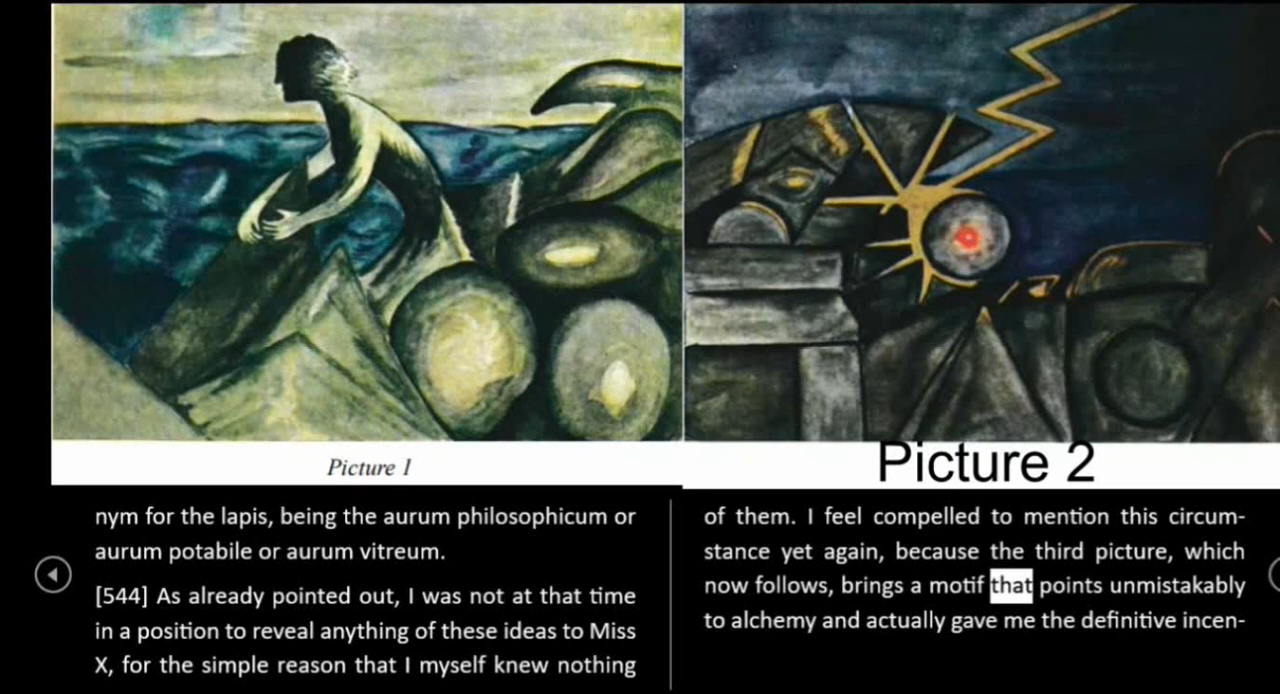 Picture 1
Picture 2
nym for the lapis, being the aurum philosophicum or
aurum potabile or aurum vitreum.
[544] As already pointed out, I was not at that time
in a position to reveal anything of these ideas to Miss
X, for the simple reason that I myself knew nothing
of them. I feel compelled to mention this circum-
stance yet again, because the third picture, which
now follows, brings a motif that points unmistakably
to alchemy and actually gave me the definitive incen-